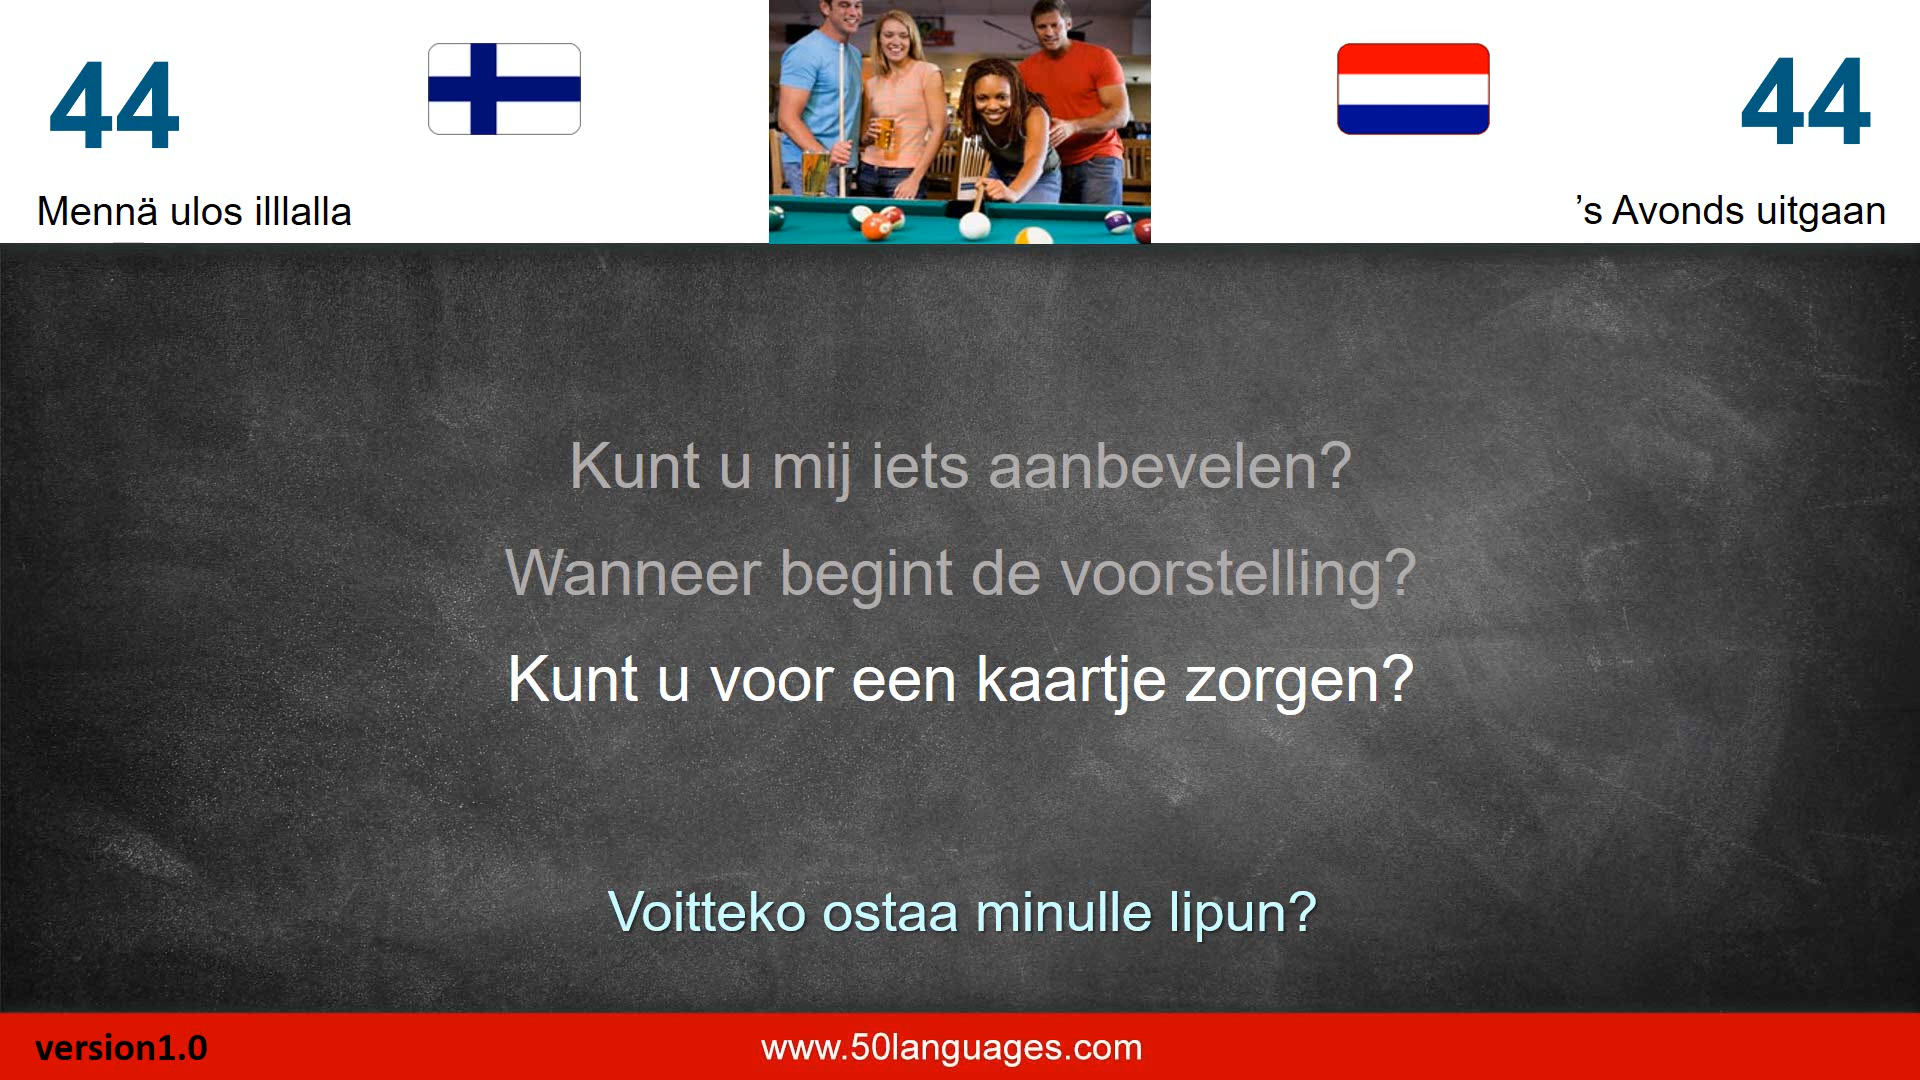 44
44
Mennä ulos illlalla
’s Avonds uitgaan
Kunt u mij iets aanbevelen?
Wanneer begint de voorstelling?
Kunt u voor een kaartje zorgen?
Voitteko ostaa minulle lipun?
version1.0
www.50languages.com